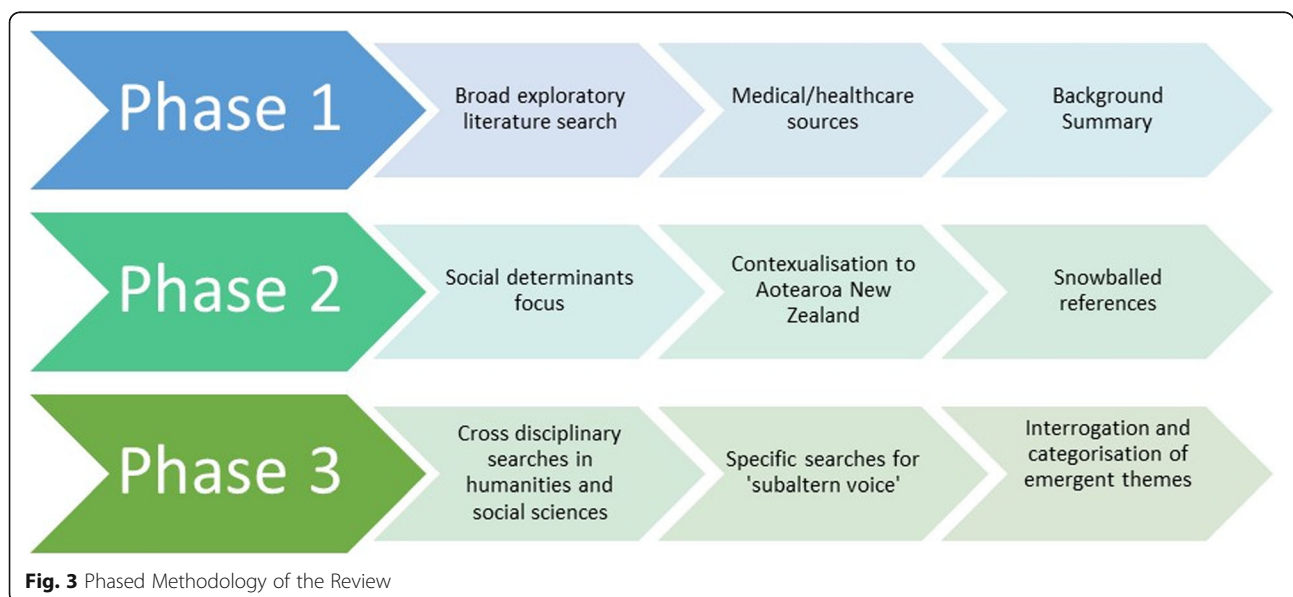 Phase 1
Broad exploratory
literature search
Medical/healthcare
sources
Background
Summary
Phase 2
Social determinants
focus
Contexualisation to
Aotearoa New
Zealand
Snowballed
references
Phase 3
Cross disciplinary
searches in
humanities and
social sciences
Specific searches for
'subaltern voice'
Interrogation and
categorisation of
emergent themes
Fig. 3 Phased Methodology of the Review